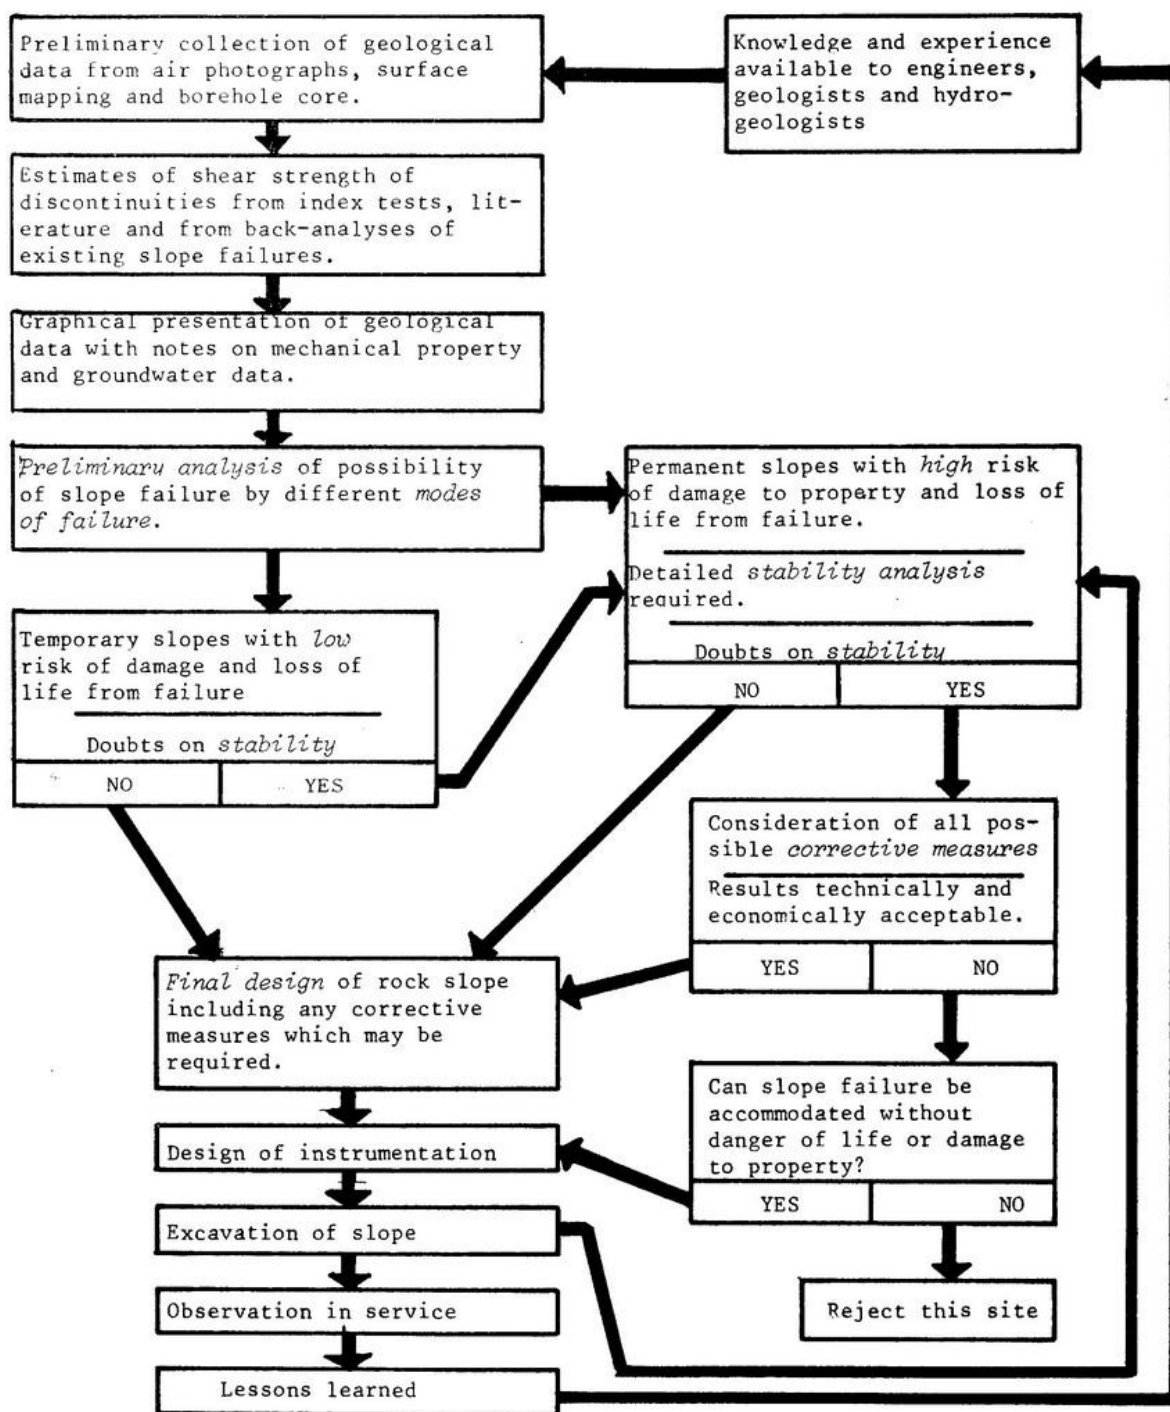 Preliminary collection of geological
data from air photographs, surface
mapping and borehole core.
Knowledge and experience
available to engineers,
geologists and hydro-
geologists
Estimates of shear strength of
discontinuities from index tests, lit-
erature and from back-analyses of
existing slope failures.
Graphical presentation of geological
data with notes on mechanical property
and groundwater data.
Preliminary analysis of possibility
of slope failure by different modes
of failure.
Permanent slopes with high risk
of damage to property and loss of
life from failure.
Detailed stability analysis
required.
Doubts on stability
NO YES
Temporary slopes with low
risk of damage and loss of
life from failure
Doubts on stability
NO YES
Consideration of all pos-
sible corrective measures
Results technically and
economically acceptable.
YES NO
Final design of rock slope
including any corrective
measures which may be
required.
Can slope failure be
accommodated without
danger of life or damage
to property?
YES NO
Design of instrumentation
Excavation of slope
Observation in service
Reject this site
Lessons learned